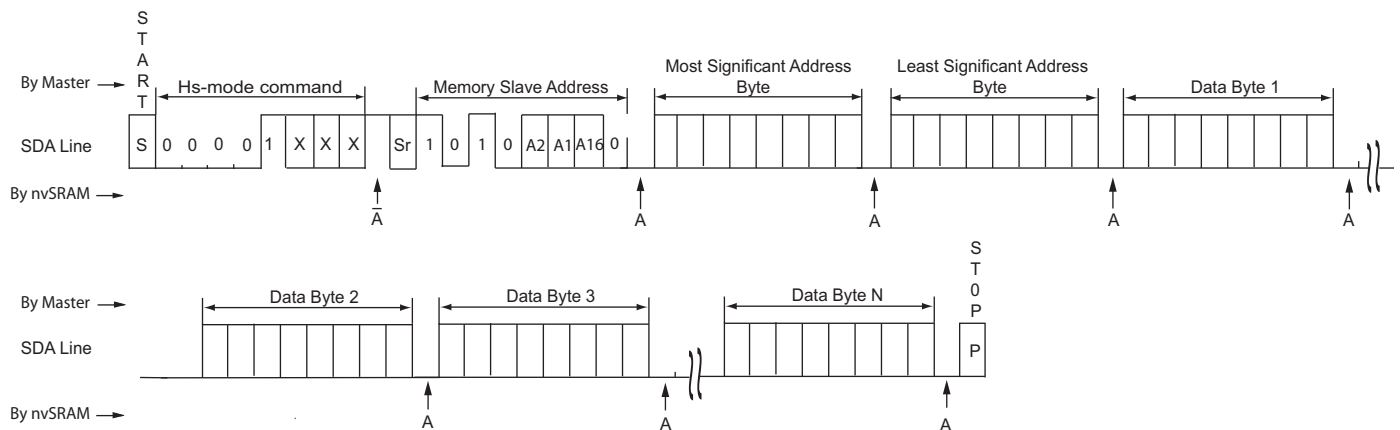 START
By Master
Hs-mode command
Memory Slave Address
Most Significant Address Byte
Least Significant Address Byte
Data Byte 1
SDA Line
S 0 0 0 0 1 X X X Sr 1 0 1 0 A2 A1 A16 0
By nvSRAM
A̅ A A A A
ST0P
By Master
Data Byte 2
Data Byte 3
Data Byte N
SDA Line
P
By nvSRAM
A A A